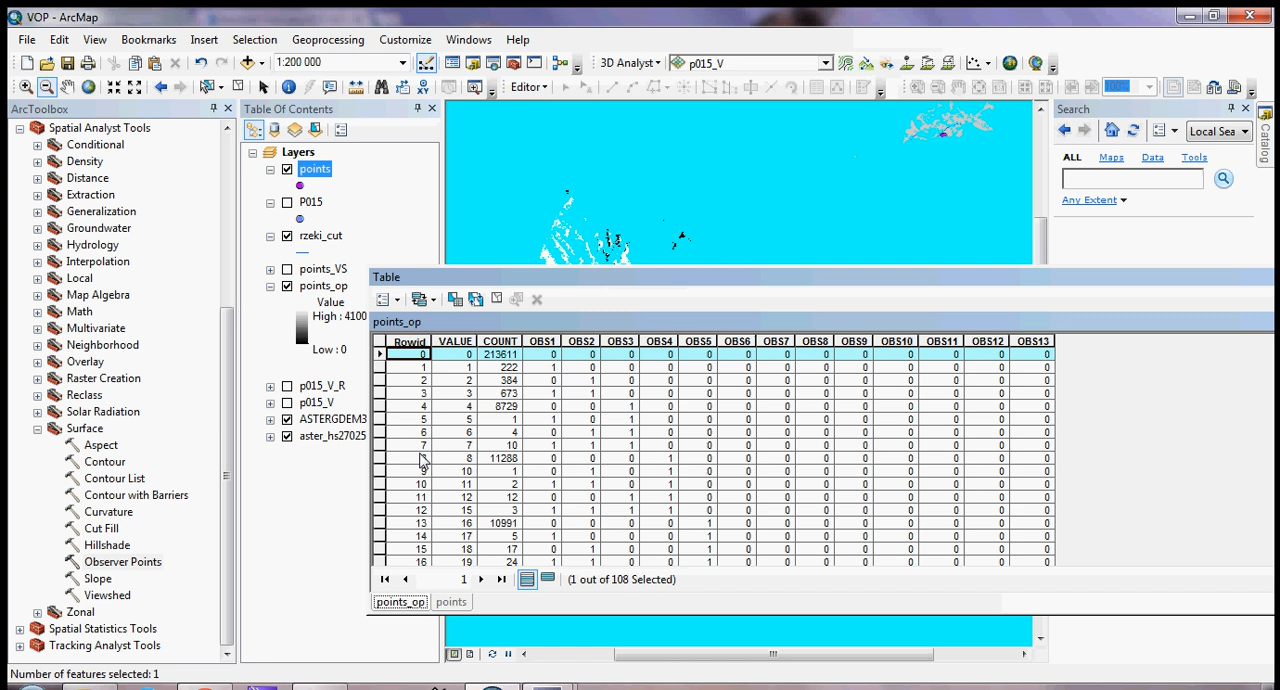 VOP - ArcMap
File Edit View Bookmarks Insert Selection Geoprocessing Customize Windows Help
1:200 000
3D Analyst
p015_V
Editor
100%
ArcToolbox
Spatial Analyst Tools
Conditional
Density
Distance
Extraction
Generalization
Groundwater
Hydrology
Interpolation
Local
Map Algebra
Math
Multivariate
Neighborhood
Overlay
Raster Creation
Reclass
Solar Radiation
Surface
Aspect
Contour
Contour List
Contour with Barriers
Curvature
Cut Fill
Hillshade
Observer Points
Slope
Viewshed
Zonal
Spatial Statistics Tools
Tracking Analyst Tools
Table Of Contents
Layers
points
P015
rzeki_cut
points_VS
points_op
Value
High : 4100
Low : 0
p015_V_R
p015_V
ASTERGDEM3
aster_hs27025
Search
Local Sea
ALL Maps Data Tools
Any Extent
Catalog
Table
points_op
Rowid VALUE COUNT OBS1 OBS2 OBS3 OBS4 OBS5 OBS6 OBS7 OBS8 OBS9 OBS10 OBS11 OBS12 OBS13
0 0 213611 0 0 0 0 0 0 0 0 0 0 0 0 0
1 1 222 1 0 0 0 0 0 0 0 0 0 0 0 0
2 2 384 0 1 0 0 0 0 0 0 0 0 0 0 0
3 3 673 1 1 0 0 0 0 0 0 0 0 0 0 0
4 4 8729 0 0 1 0 0 0 0 0 0 0 0 0 0
5 5 1 1 0 1 0 0 0 0 0 0 0 0 0 0
6 6 4 0 1 1 0 0 0 0 0 0 0 0 0 0
7 7 10 1 1 1 0 0 0 0 0 0 0 0 0 0
8 11288 0 0 0 1 0 0 0 0 0 0 0 0 0
9 10 1 0 1 0 1 0 0 0 0 0 0 0 0 0
10 11 2 1 1 0 1 0 0 0 0 0 0 0 0 0
11 12 12 0 0 1 1 0 0 0 0 0 0 0 0 0
12 15 3 1 1 1 1 0 0 0 0 0 0 0 0 0
13 16 10991 0 0 0 0 1 0 0 0 0 0 0 0 0
14 17 5 1 0 0 0 1 0 0 0 0 0 0 0 0
15 18 17 0 1 0 0 1 0 0 0 0 0 0 0 0
16 19 24 1 1 0 0 1 0 0 0 0 0 0 0 0
1 (1 out of 108 Selected)
points_op points
Number of features selected: 1